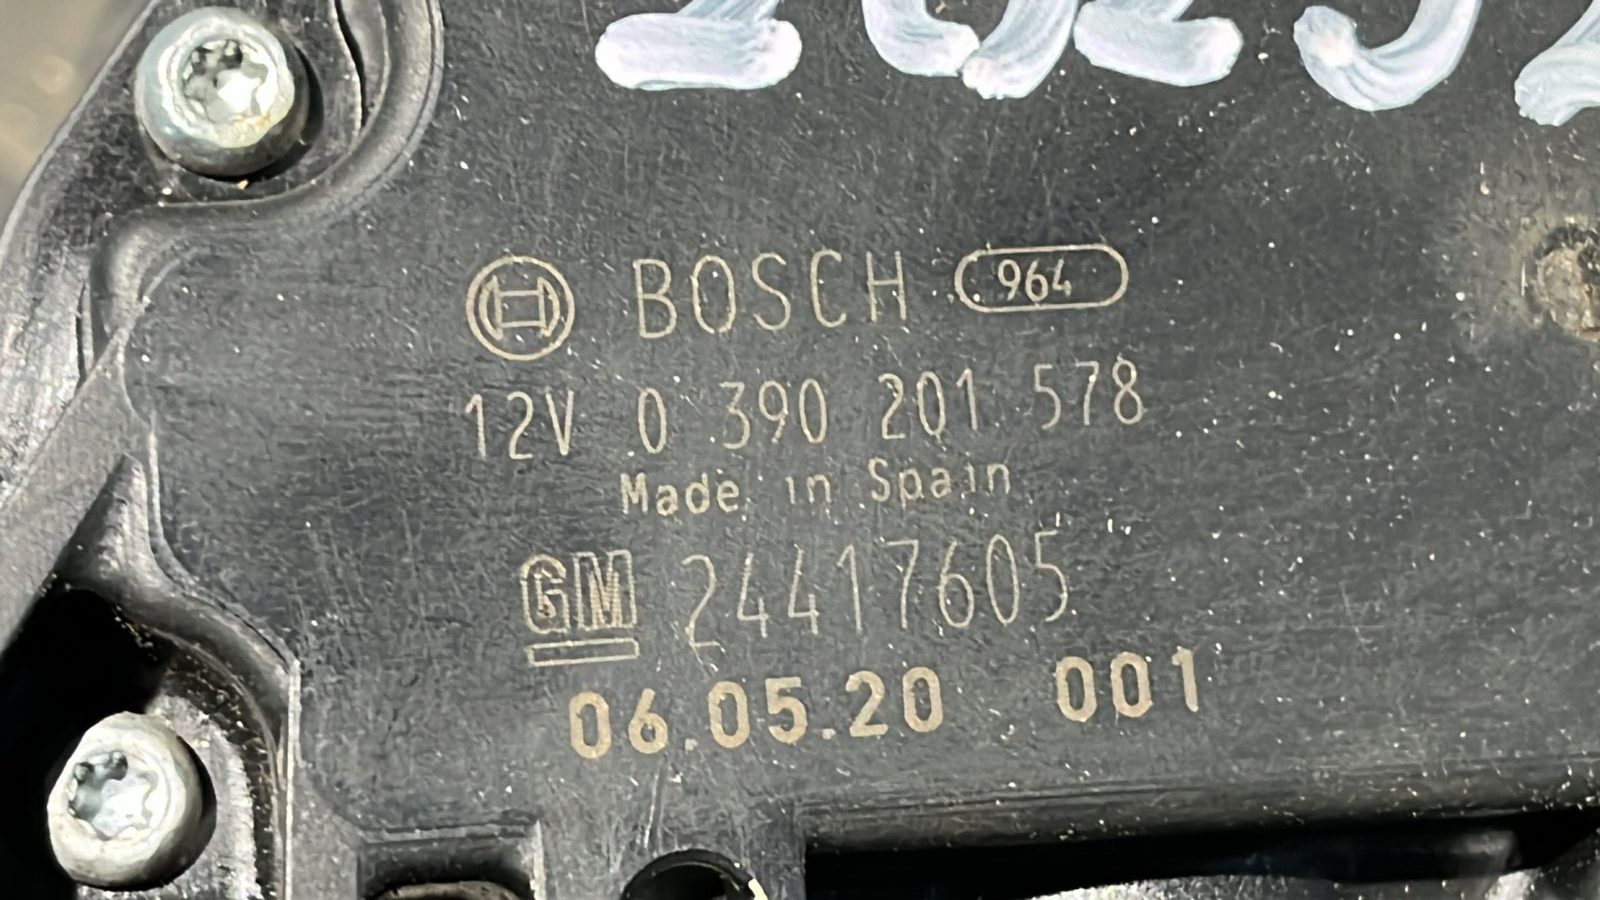 BOSCH 964
12V 0 390 201 578
Made in Spain
GM 24417605
06.05.20 001